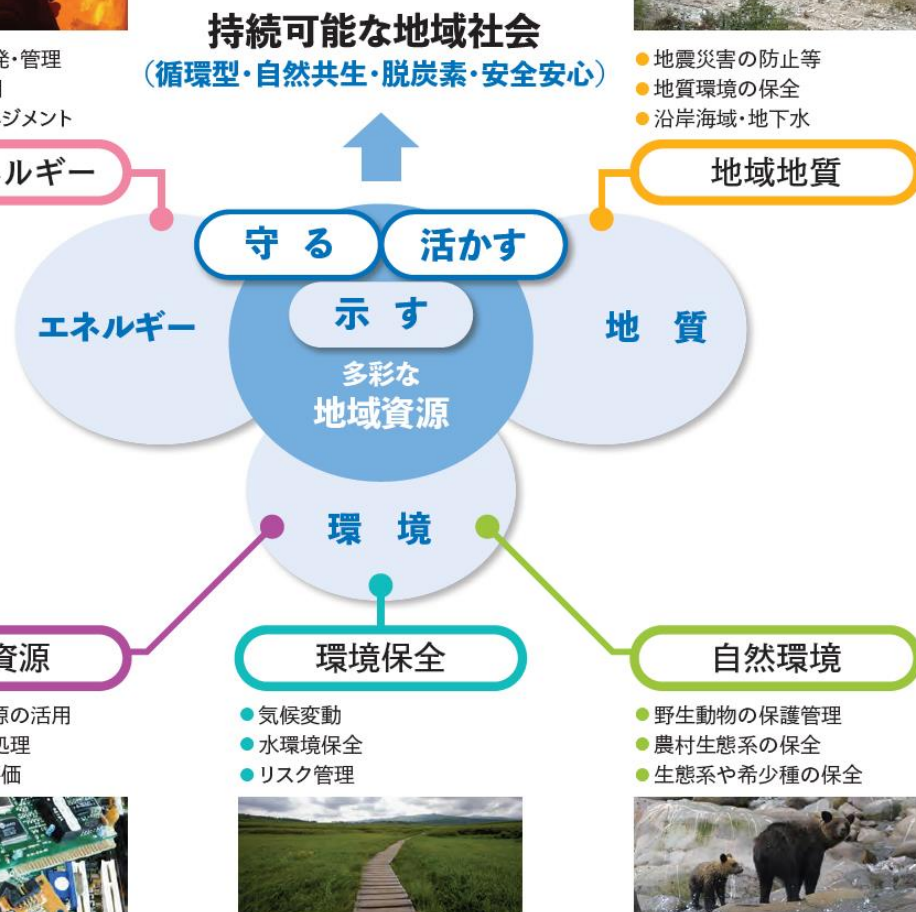 持続可能な地域社会
（循環型・自然共生・脱炭素・安全安心）
発・管理
ジメント
● 地震災害の防止等
● 地質環境の保全
● 沿岸海域・地下水
ルギー
地域地質
守る
活かす
示す
エネルギー
多彩な
地域資源
地質
環境
資源
環境保全
自然環境
源の活用
処理
価
● 気候変動
● 水環境保全
● リスク管理
● 野生動物の保護管理
● 農村生態系の保全
● 生態系や希少種の保全